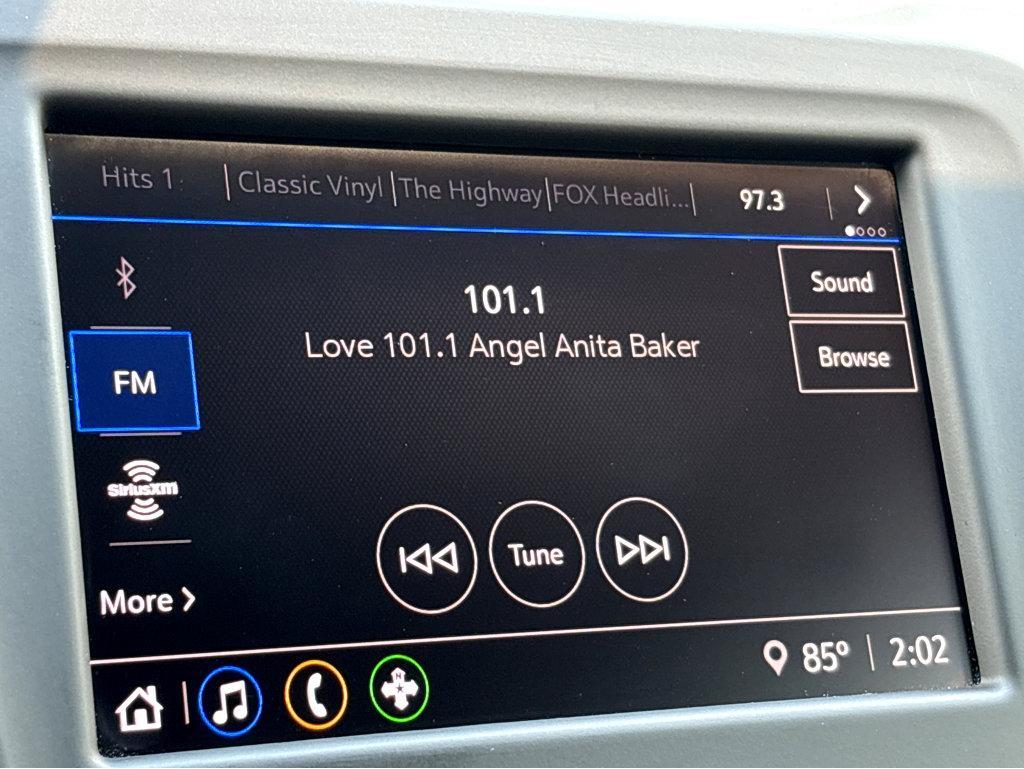 Hits 1 Classic Vinyl The Highway FOX Headli... 97.3
101.1
Love 101.1 Angel Anita Baker
Sound
Browse
FM
SiriusXM
More
Tune
85° 2:02